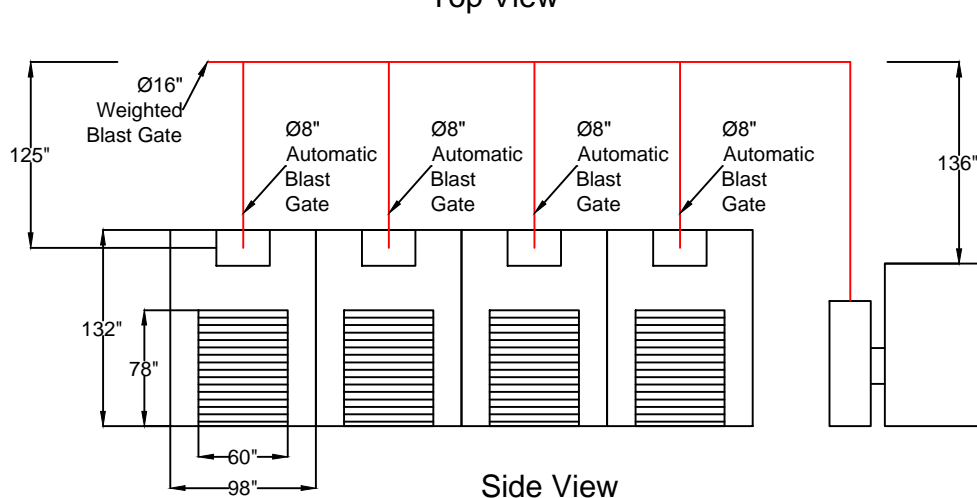 Top View
Ø16"
Weighted
Blast Gate
125"
Ø8"
Automatic
Blast
Gate
Ø8"
Automatic
Blast
Gate
Ø8"
Automatic
Blast
Gate
Ø8"
Automatic
Blast
Gate
136"
132"
78"
60"
98"
Side View